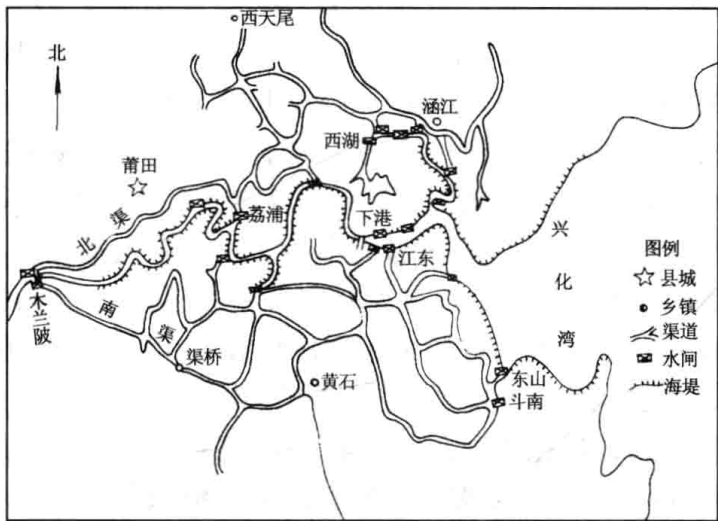 西天尾
北
涵江
西湖
莆田
荔浦
下港
北渠
江东
兴化湾
图例
县城
乡镇
渠道
水闸
海堤
木兰陂
南渠
渠桥
黄石
东山
斗南